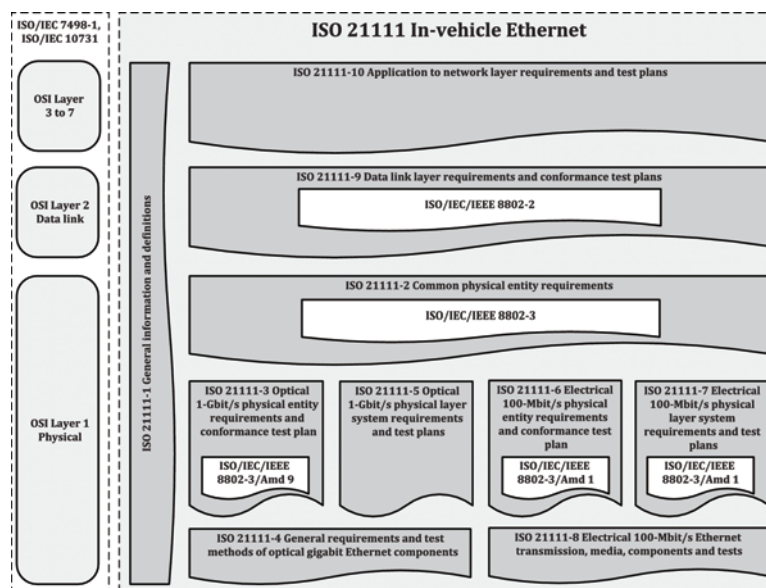 ISO/IEC 7498-1,
ISO/IEC 10731
OSI Layer
3 to 7
OSI Layer 2
Data link
OSI Layer 1
Physical
ISO 21111 In-vehicle Ethernet
ISO 21111-1 General information and definitions
ISO 21111-10 Application to network layer requirements and test plans
ISO 21111-9 Data link layer requirements and conformance test plans
ISO/IEC/IEEE 8802-2
ISO 21111-2 Common physical entity requirements
ISO/IEC/IEEE 8802-3
ISO 21111-3 Optical
1-Gbit/s physical entity
requirements and
conformance test plan
ISO/IEC/IEEE
8802-3/Amd 9
ISO 21111-5 Optical
1-Gbit/s physical layer
system requirements
and test plans
ISO 21111-6 Electrical
100-Mbit/s physical
entity requirements
and conformance test
plan
ISO/IEC/IEEE
8802-3/Amd 1
ISO 21111-7 Electrical
100-Mbit/s physical
layer system
requirements and test
plans
ISO/IEC/IEEE
8802-3/Amd 1
ISO 21111-4 General requirements and test
methods of optical gigabit Ethernet components
ISO 21111-8 Electrical 100-Mbit/s Ethernet
transmission, media, components and tests